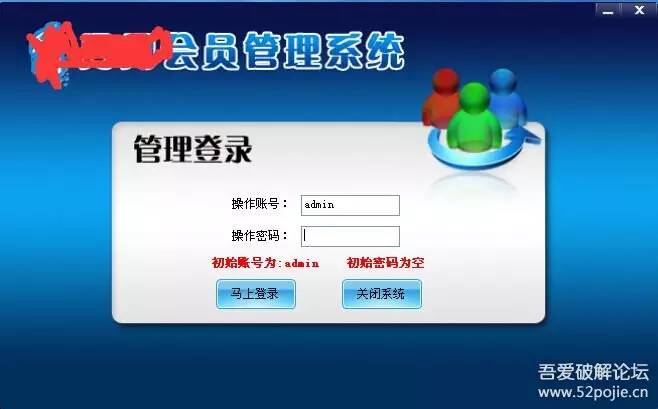 会员管理系统
管理登录
操作账号： admin
操作密码：
初始账号为:admin 初始密码为空
马上登录 关闭系统
吾爱破解论坛
www.52pojie.cn